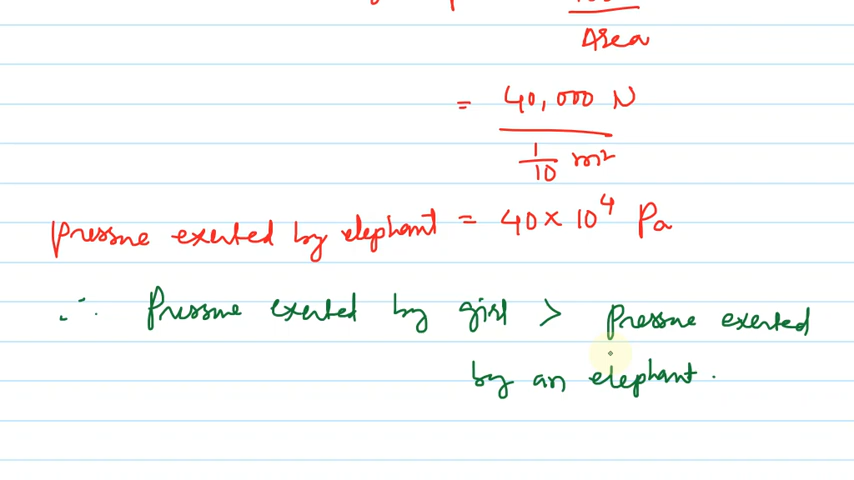 Area
= 40,000 N
1/10 m²
Pressure exerted by elephant = 40 × 10⁴ Pa
∴ Pressure exerted by girl > Pressure exerted
by an elephant.